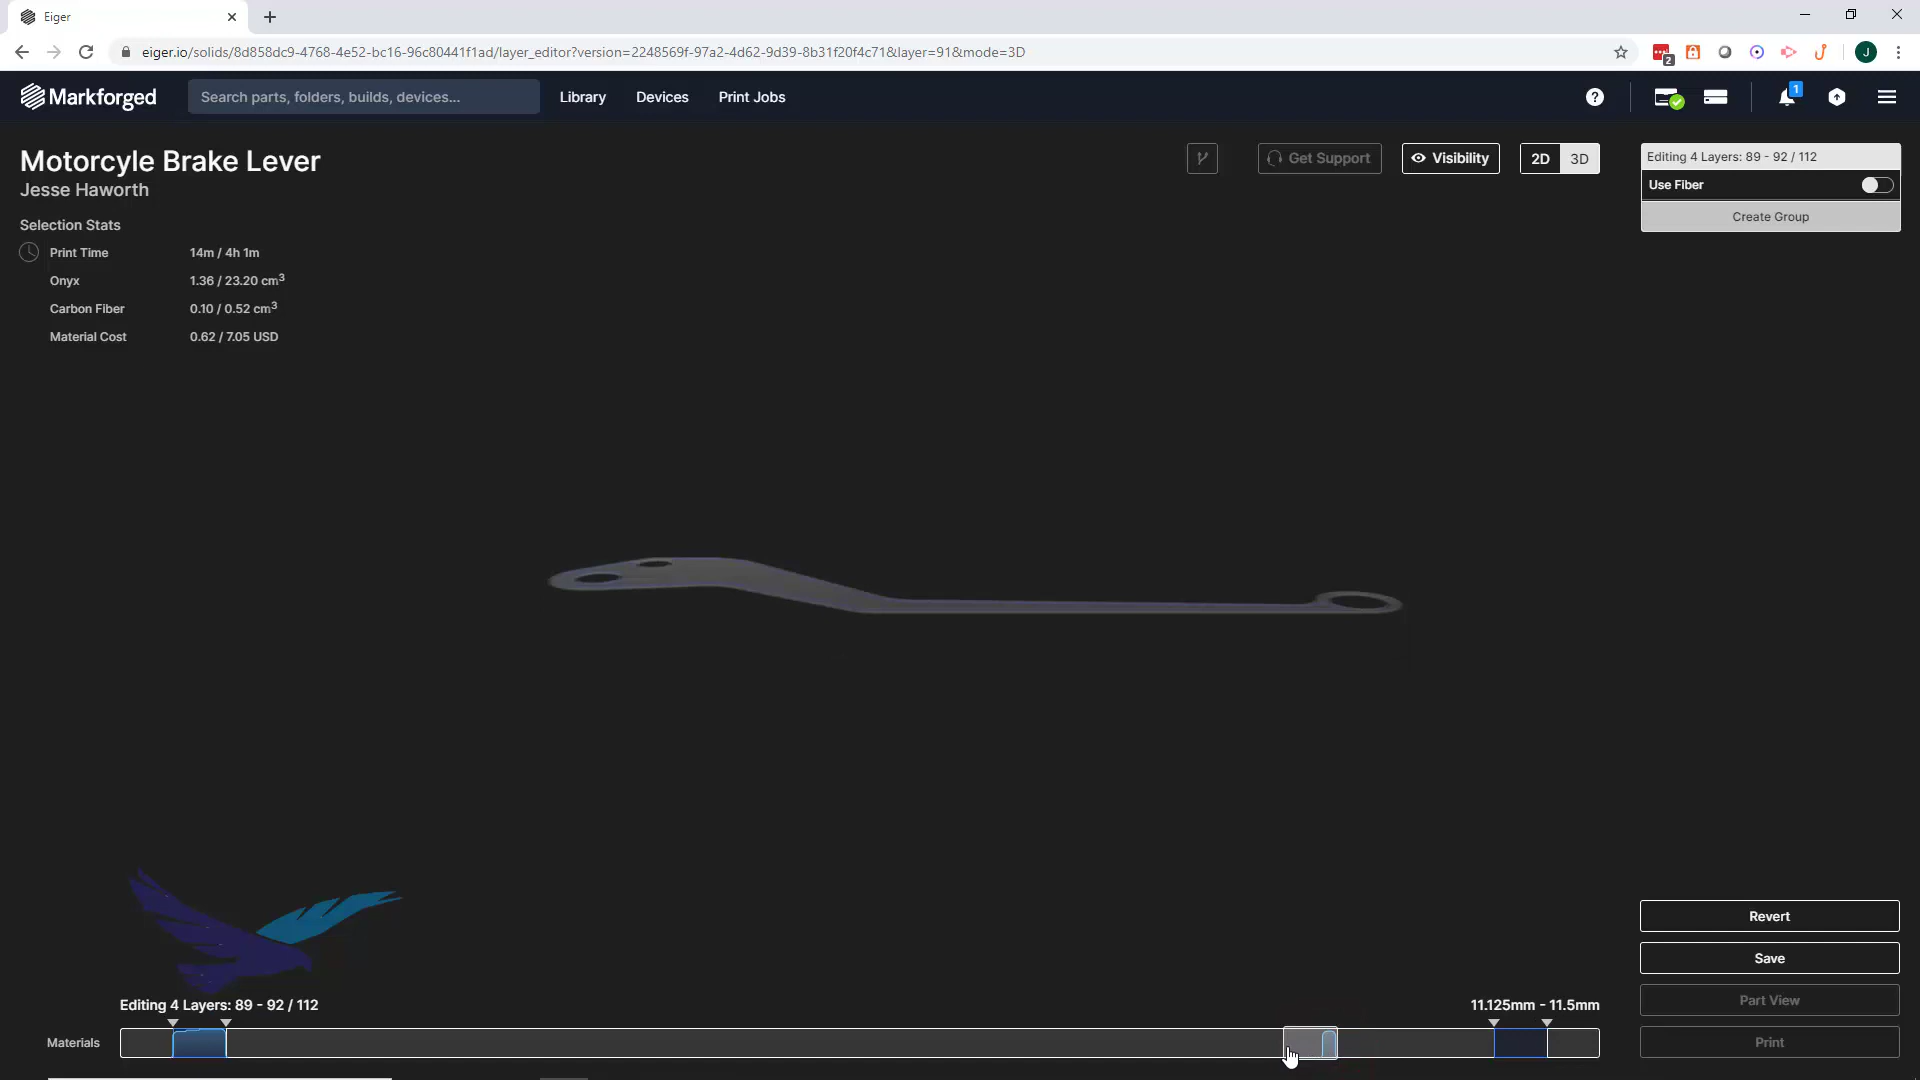 Eiger
eiger.io/solids/8d858dc9-4768-4e52-bc16-96c80441f1ad/layer_editor?version=2248569f-97a2-4d62-9d39-8b31f20f4c71&layer=91&mode=3D
2
J
Markforged
Search parts, folders, builds, devices...
Library
Devices
Print Jobs
?
1
Motorcyle Brake Lever
Jesse Haworth
Get Support
Visibility
2D
3D
Editing 4 Layers: 89 - 92 / 112
Use Fiber
Create Group
Selection Stats
Print Time 14m / 4h 1m
Onyx 1.36 / 23.20 cm³
Carbon Fiber 0.10 / 0.52 cm³
Material Cost 0.62 / 7.05 USD
Revert
Save
Part View
Print
Editing 4 Layers: 89 - 92 / 112
11.125mm - 11.5mm
Materials